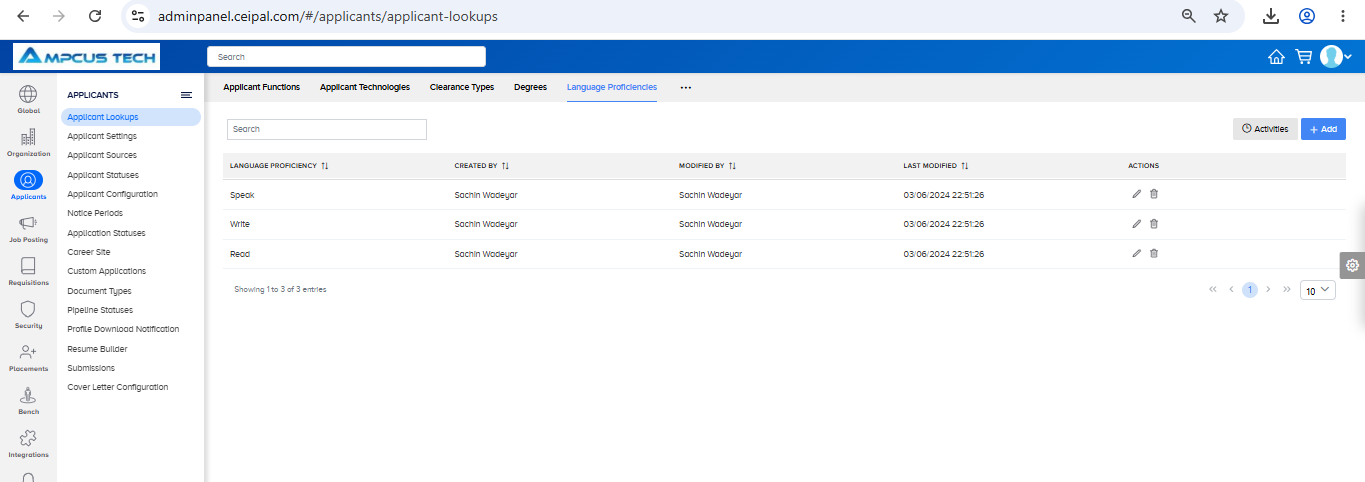 adminpanel.ceipal.com/#/applicants/applicant-lookups
AMPCUS TECH
Search
Global
Organization
Applicants
Job Posting
Requisitions
Security
Placements
Bench
Integrations
APPLICANTS
Applicant Lookups
Applicant Settings
Applicant Sources
Applicant Statuses
Applicant Configuration
Notice Periods
Application Statuses
Career Site
Custom Applications
Document Types
Pipeline Statuses
Profile Download Notification
Resume Builder
Submissions
Cover Letter Configuration
Applicant Functions Applicant Technologies Clearance Types Degrees Language Proficiencies ...
Search
Activities + Add
LANGUAGE PROFICIENCY CREATED BY MODIFIED BY LAST MODIFIED ACTIONS
Speak Sachin Wadeyar Sachin Wadeyar 03/06/2024 22:51:26
Write Sachin Wadeyar Sachin Wadeyar 03/06/2024 22:51:26
Read Sachin Wadeyar Sachin Wadeyar 03/06/2024 22:51:26
Showing 1 to 3 of 3 entries
« ‹ 1 › » 10